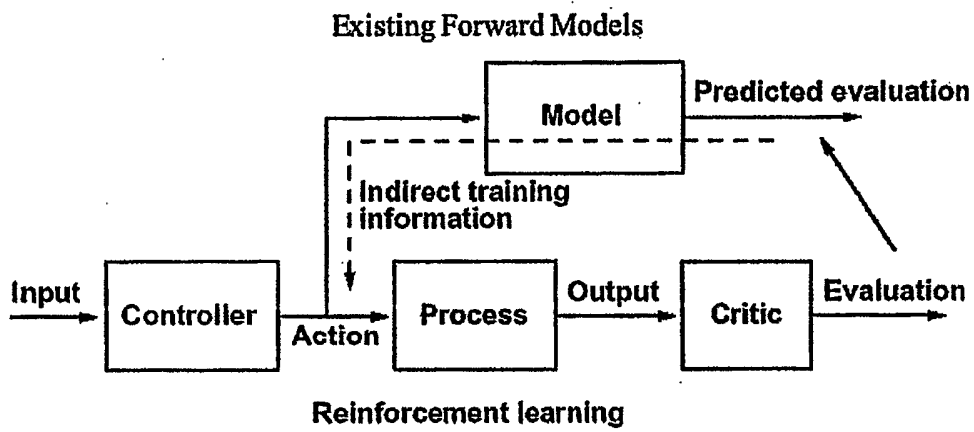 Existing Forward Models
Model
Predicted evaluation
Indirect training
information
Input
Controller
Action
Process
Output
Critic
Evaluation
Reinforcement learning